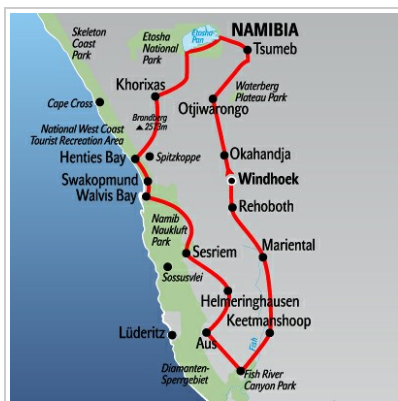 Skeleton
Coast
Park
Etosha
National
Park
Etosha
Pan
NAMIBIA
Tsumeb
Khorixas
Waterberg
Plateau Park
Otjiwarongo
Cape Cross
Brandberg
▲ 2573m
National West Coast
Tourist Recreation Area
Henties Bay
Spitzkoppe
Okahandja
Swakopmund
Windhoek
Walvis Bay
Rehoboth
Namib
Naukluft
Park
Mariental
Sesriem
Sossusvlei
Helmeringhausen
Keetmanshoop
Lüderitz
Aus
Fish
Diamanten-
Sperrgebiet
Fish River
Canyon Park